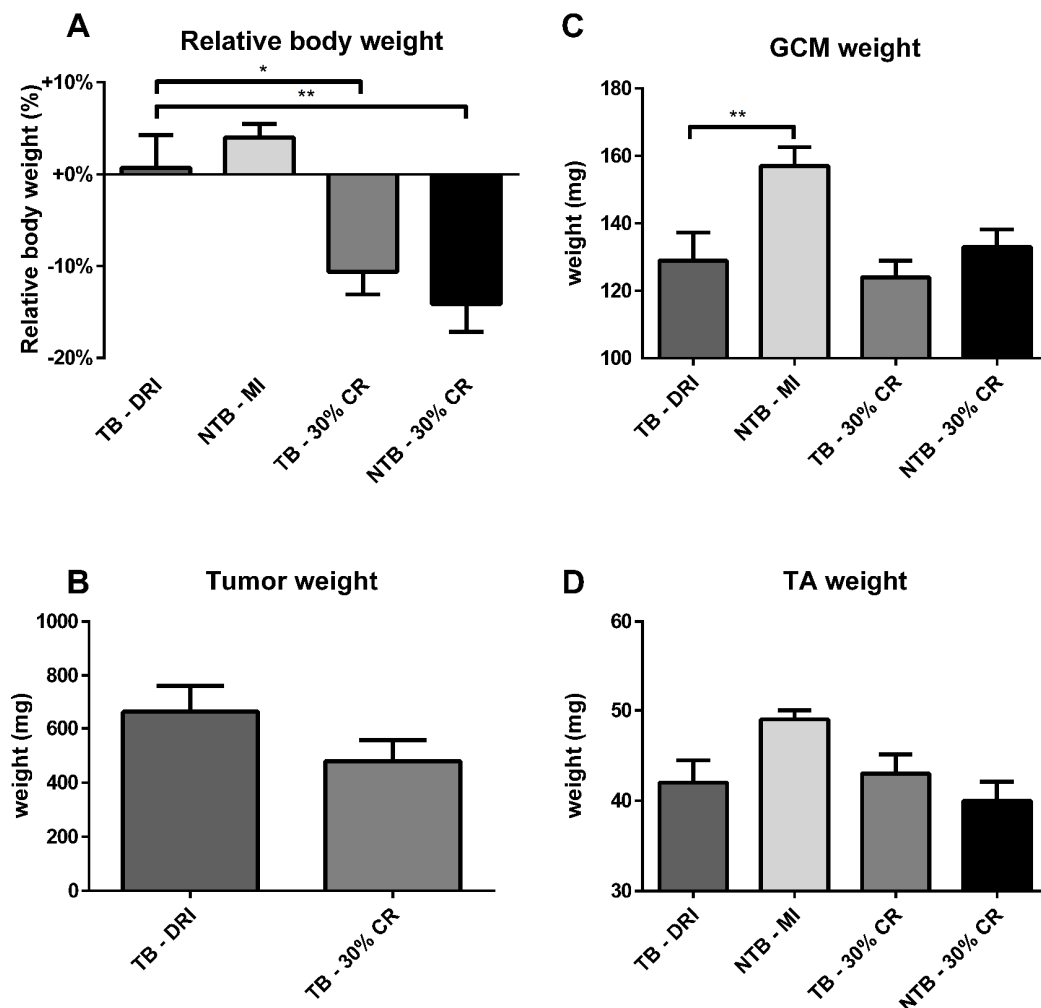 A
Relative body weight
Relative body weight (%)
+10%
+0%
-10%
-20%
*
**
TB - DRI
NTB - MI
TB - 30% CR
NTB - 30% CR
C
GCM weight
weight (mg)
180
160
140
120
100
**
TB - DRI
NTB - MI
TB - 30% CR
NTB - 30% CR
B
Tumor weight
weight (mg)
1000
800
600
400
200
0
TB - DRI
TB - 30% CR
D
TA weight
weight (mg)
60
50
40
30
TB - DRI
NTB - MI
TB - 30% CR
NTB - 30% CR